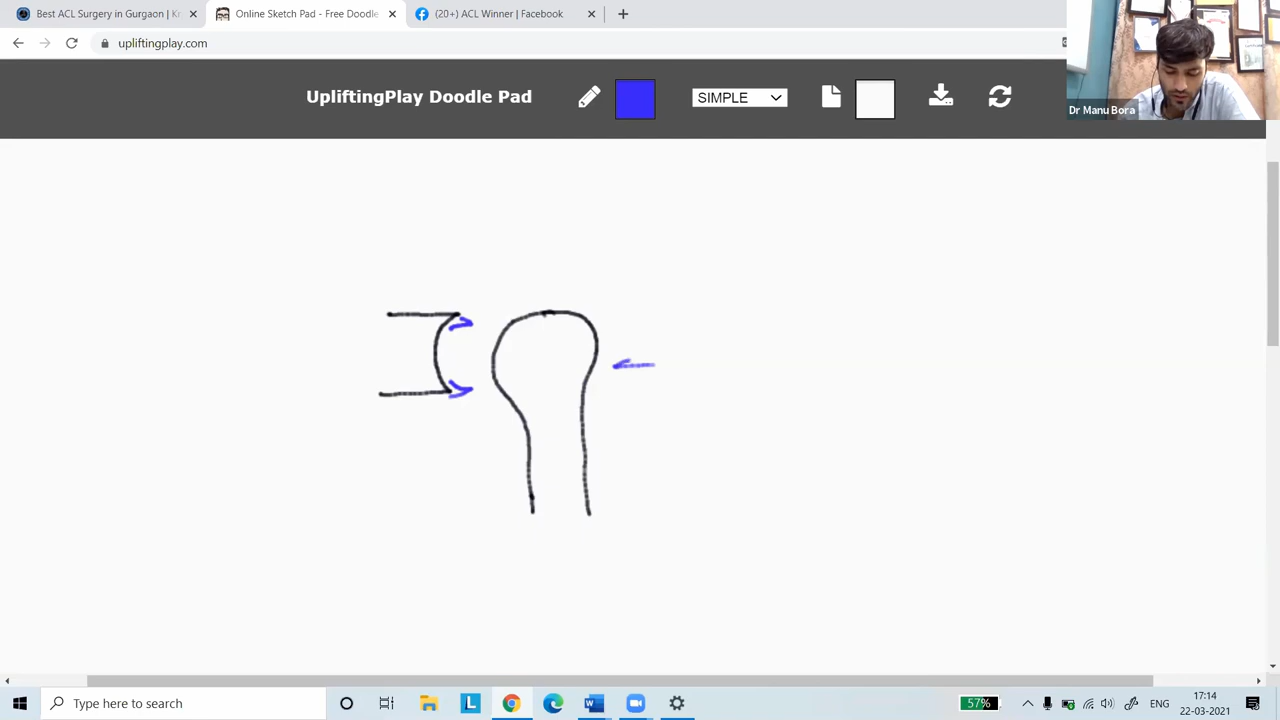 Best ACL Surgery in Gurgaon | Kn
Online Sketch Pad - Free Doodle
(20+) ACL Winner | Facebook
upliftingplay.com
UpliftingPlay Doodle Pad
SIMPLE
Dr Manu Bora
Type here to search
57%
ENG
17:14
22-03-2021